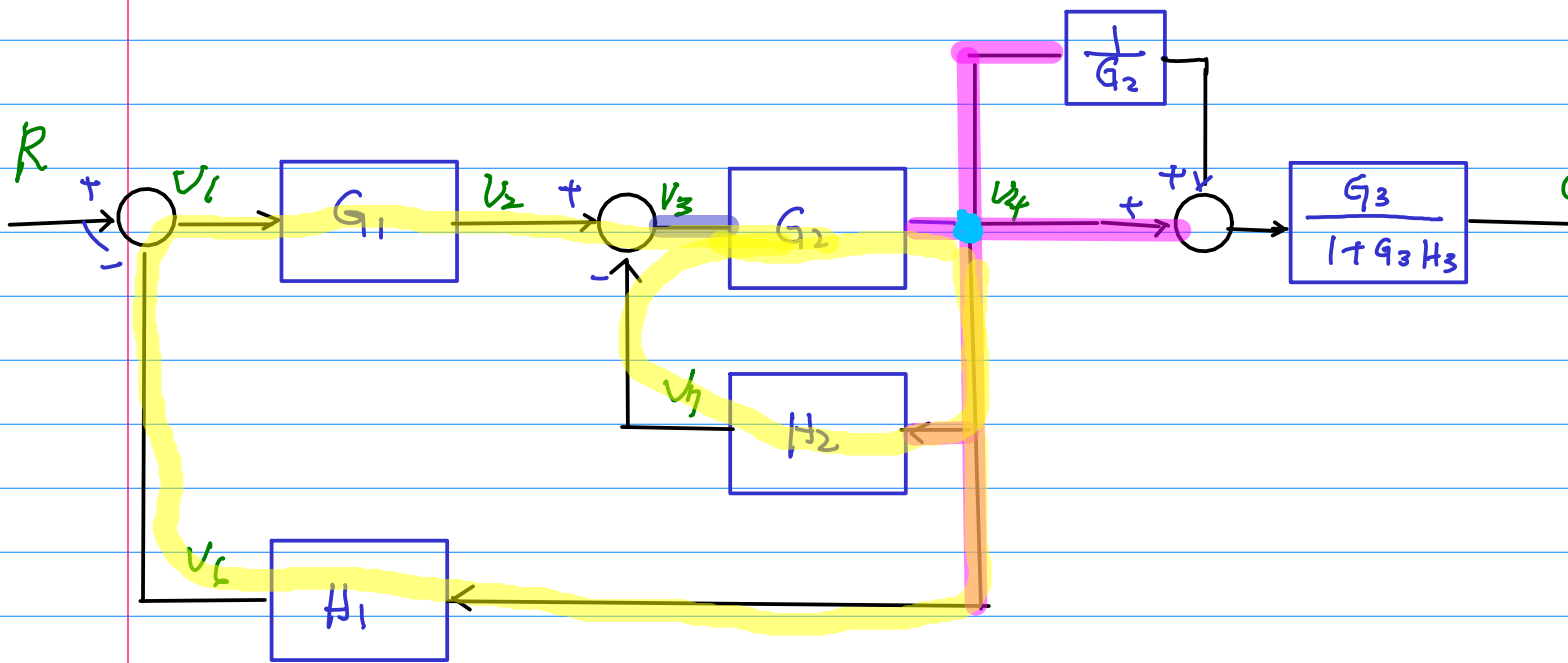 1
G₂
R
+
V₁
G₁
V₂
+
V₃
G₂
V₄
+
+
G₃
1+G₃H₃
-
-
V₇
H₂
V₆
H₁